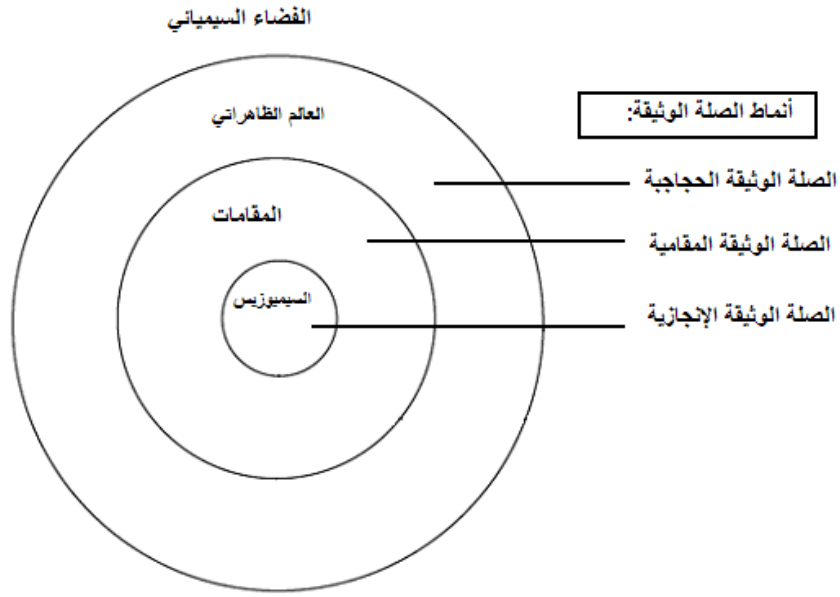 الفضاء السيميائي
العالم الظاهراتي
المقامات
السيميوزيس
أنماط الصلة الوثيقة:
الصلة الوثيقة الحجاجية
الصلة الوثيقة المقامية
الصلة الوثيقة الإنجازية